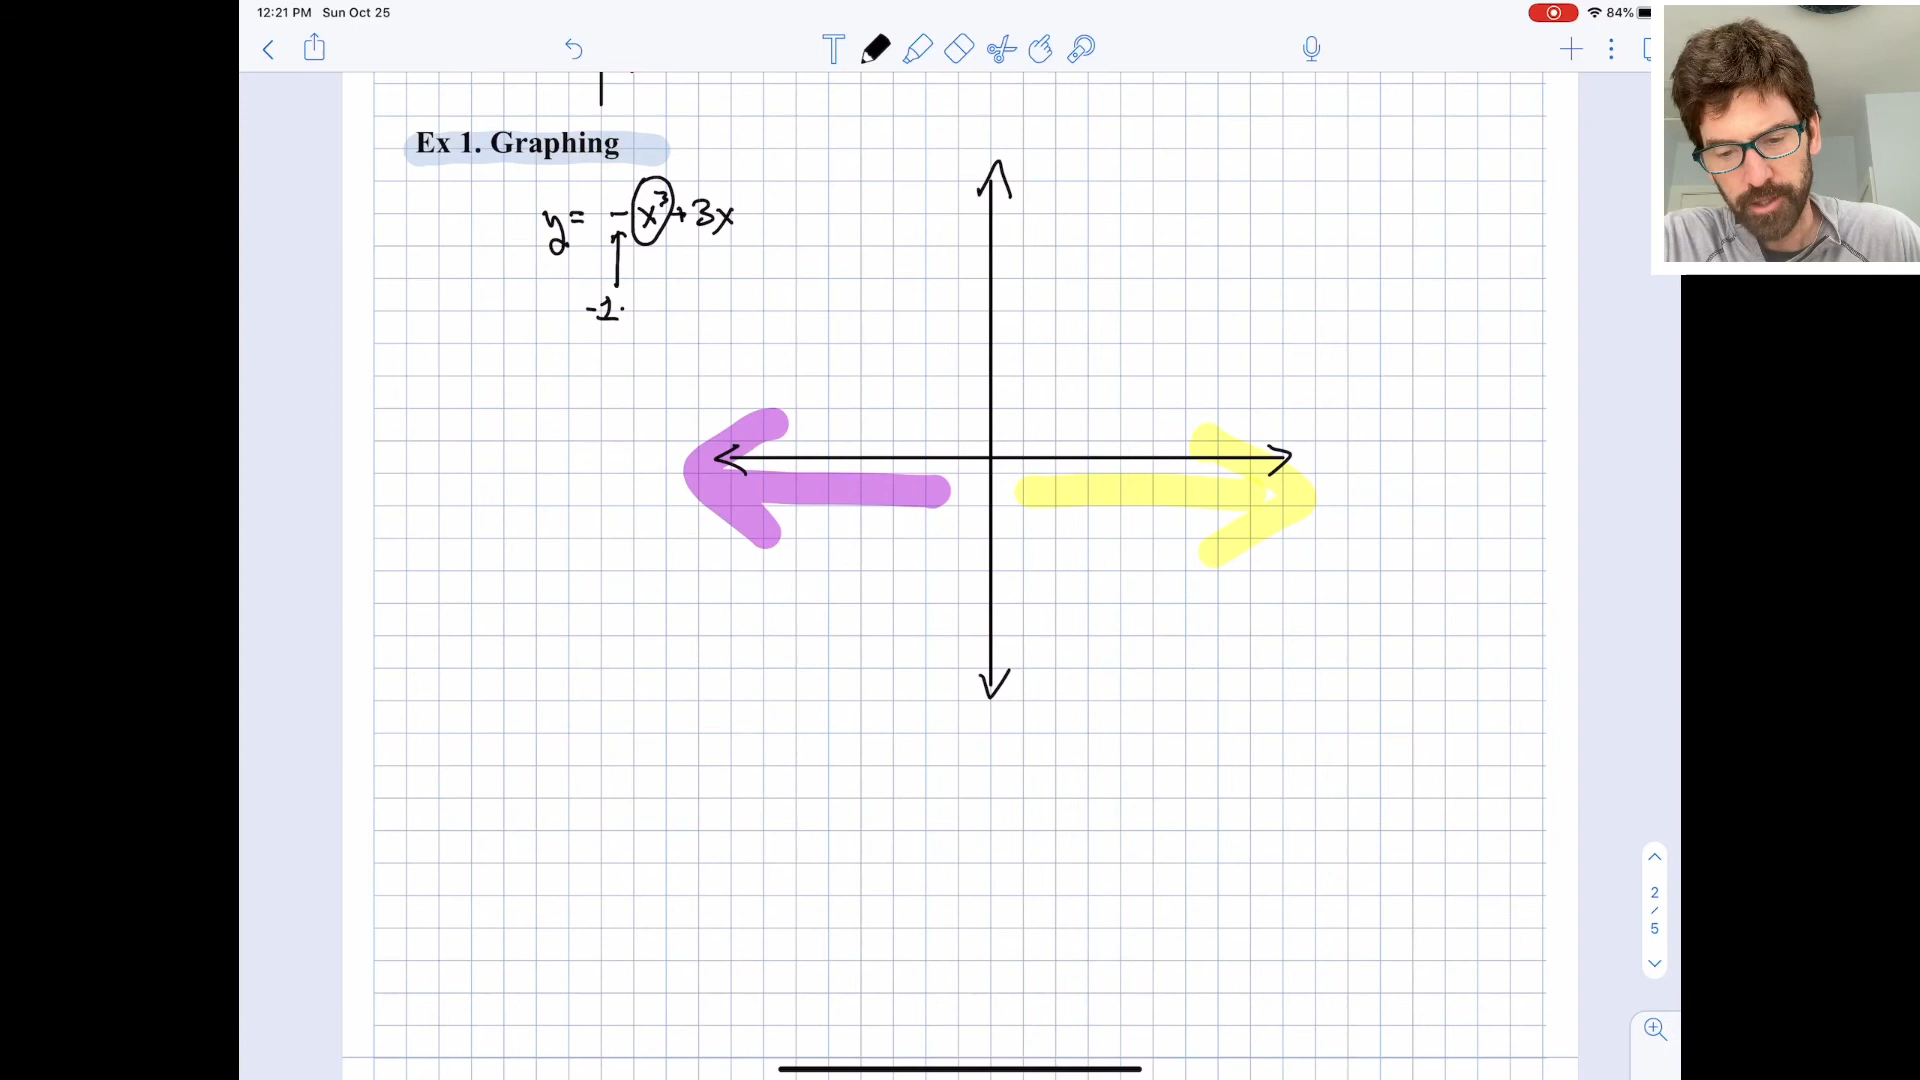 12:21 PM Sun Oct 25
84%
T
Ex 1. Graphing
y = -x³+3x
-1·
2
/
5